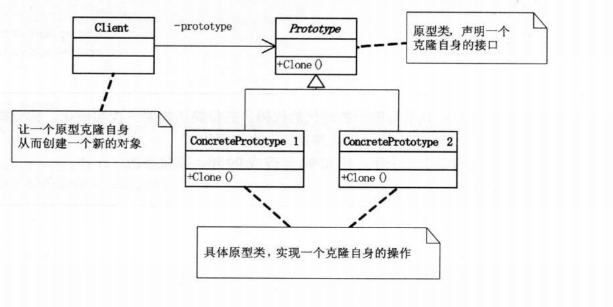 Client
-prototype
Prototype
+Clone()
原型类，声明一个
克隆自身的接口
让一个原型克隆自身
从而创建一个新的对象
ConcretePrototype 1
+Clone()
ConcretePrototype 2
+Clone()
具体原型类，实现一个克隆自身的操作